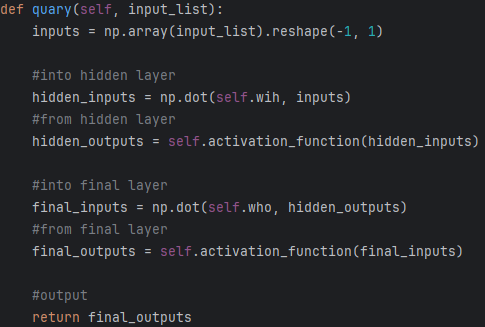 def quary(self, input_list):
    inputs = np.array(input_list).reshape(-1, 1)

    #into hidden layer
    hidden_inputs = np.dot(self.wih, inputs)
    #from hidden layer
    hidden_outputs = self.activation_function(hidden_inputs)

    #into final layer
    final_inputs = np.dot(self.who, hidden_outputs)
    #from final layer
    final_outputs = self.activation_function(final_inputs)

    #output
    return final_outputs